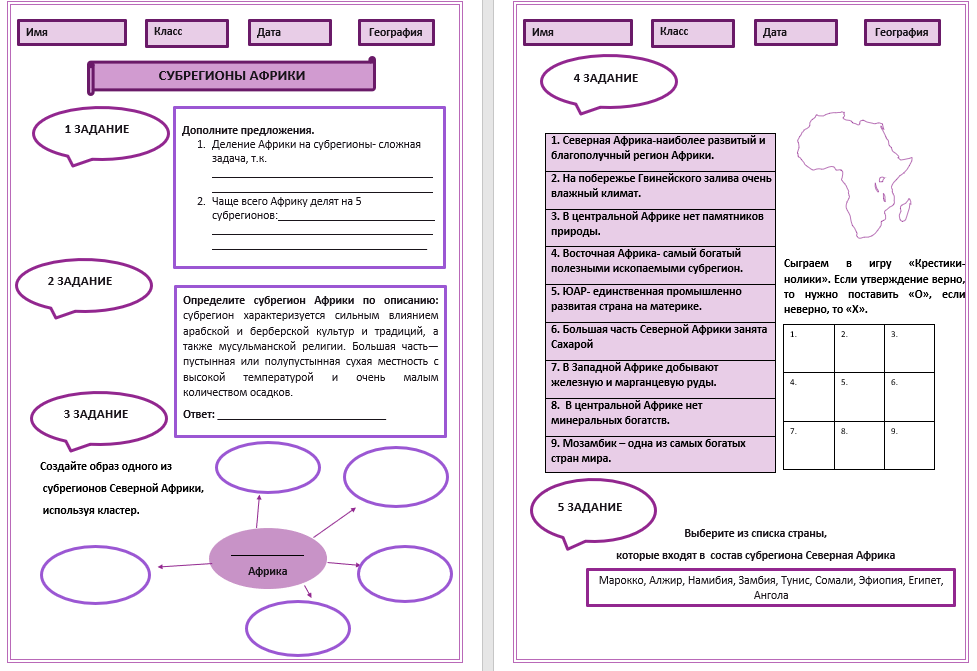 Имя
Класс
Дата
География
СУБРЕГИОНЫ АФРИКИ
1 ЗАДАНИЕ
Дополните предложения.
1. Деление Африки на субрегионы- сложная
задача, т.к.
2. Чаще всего Африку делят на 5
субрегионов:
2 ЗАДАНИЕ
Определите субрегион Африки по описанию:
субрегион характеризуется сильным влиянием
арабской и берберской культур и традиций, а
также мусульманской религии. Большая часть—
пустынная или полупустынная сухая местность с
высокой температурой и очень малым
количеством осадков.
Ответ:
3 ЗАДАНИЕ
Создайте образ одного из
субрегионов Северной Африки,
используя кластер.
Африка
Имя
Класс
Дата
География
4 ЗАДАНИЕ
1. Северная Африка-наиболее развитый и
благополучный регион Африки.
2. На побережье Гвинейского залива очень
влажный климат.
3. В центральной Африке нет памятников
природы.
4. Восточная Африка- самый богатый
полезными ископаемыми субрегион.
5. ЮАР- единственная промышленно
развитая страна на материке.
6. Большая часть Северной Африки занята
Сахарой
7. В Западной Африке добывают
железную и марганцевую руды.
8. В центральной Африке нет
минеральных богатств.
9. Мозамбик – одна из самых богатых
стран мира.
Сыграем в игру «Крестики-
нолики». Если утверждение верно,
то нужно поставить «О», если
неверно, то «Х».
1. 2. 3.
4. 5. 6.
7. 8. 9.
5 ЗАДАНИЕ
Выберите из списка страны,
которые входят в состав субрегиона Северная Африка
Марокко, Алжир, Намибия, Замбия, Тунис, Сомали, Эфиопия, Египет,
Ангола